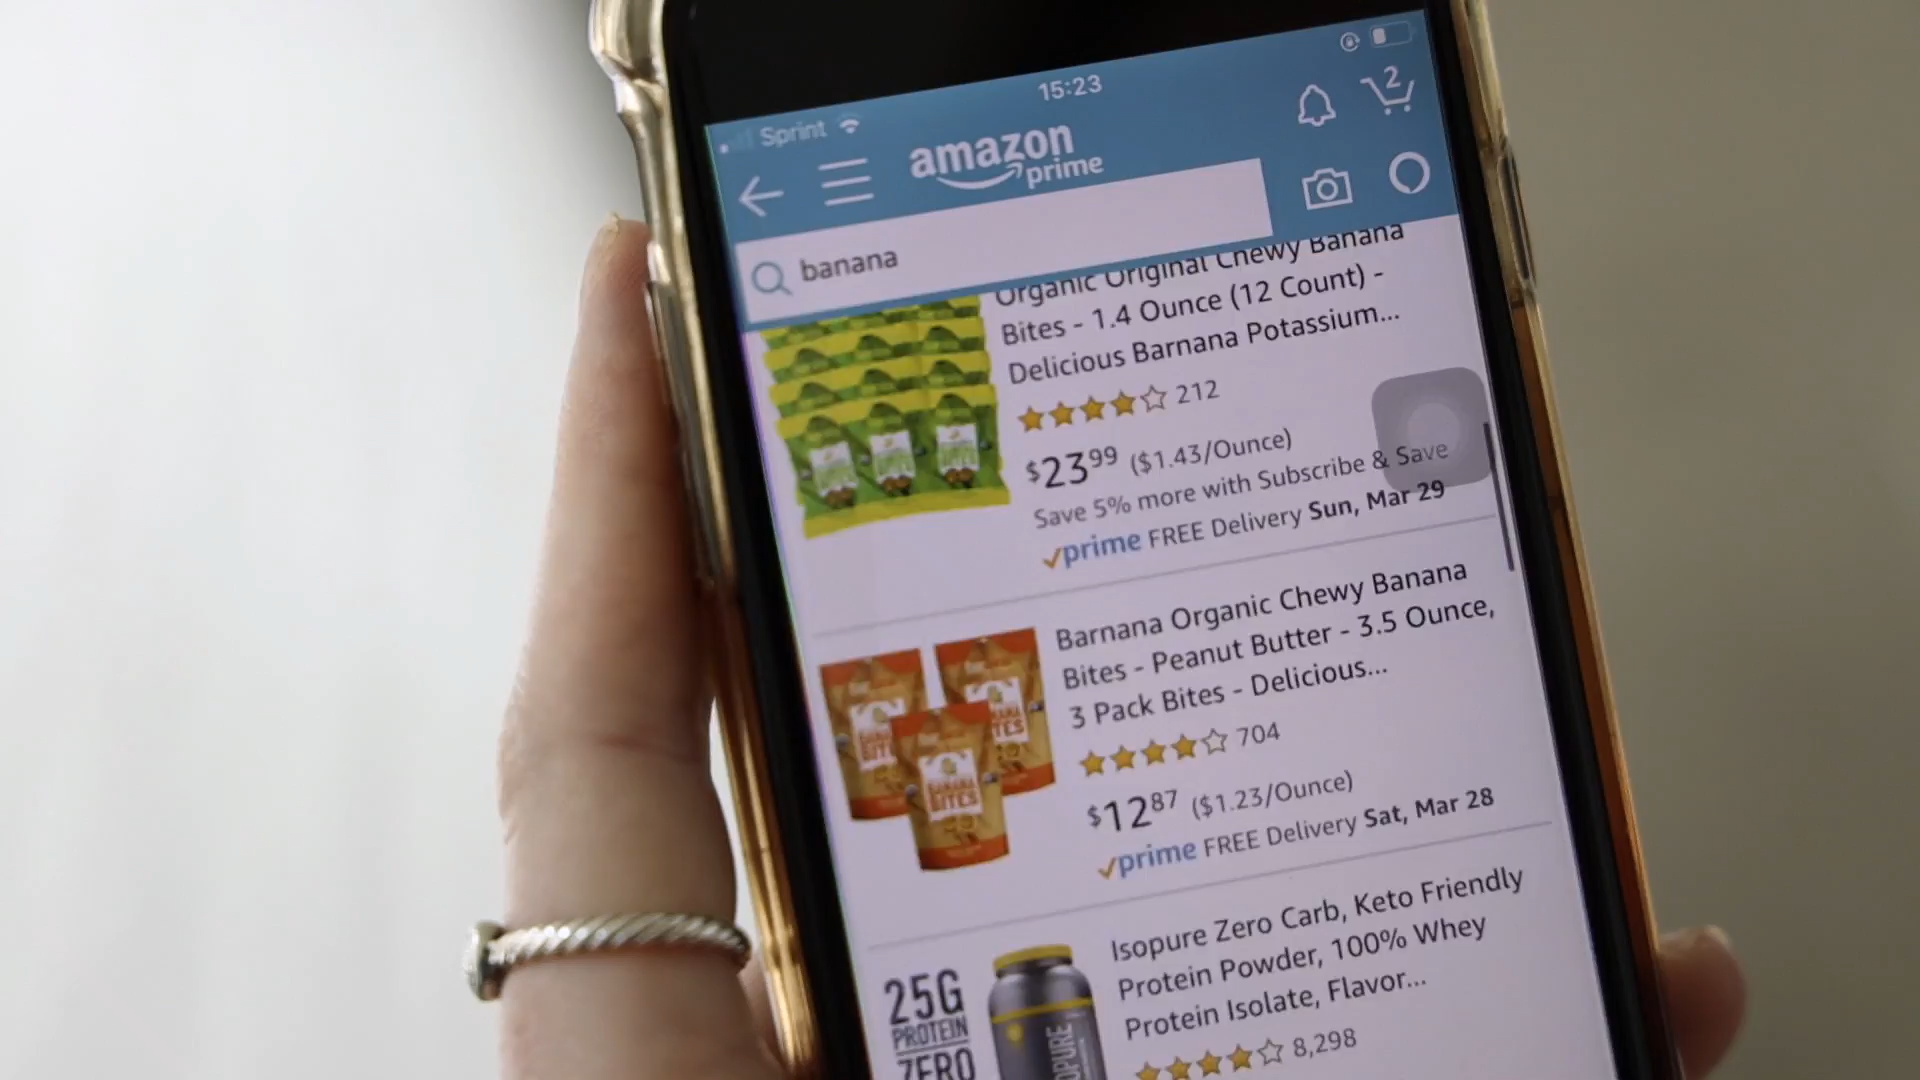 15:23
Sprint
2
amazon
prime
banana
Organic Original Chewy Banana
Bites - 1.4 Ounce (12 Count) -
Delicious Barnana Potassium...
212
$23⁹⁹ ($1.43/Ounce)
Save 5% more with Subscribe & Save
prime FREE Delivery Sun, Mar 29
BANANA
BITES
Barnana Organic Chewy Banana
Bites - Peanut Butter - 3.5 Ounce,
3 Pack Bites - Delicious...
704
$12⁸⁷ ($1.23/Ounce)
prime FREE Delivery Sat, Mar 28
25G
PROTEIN
ZERO
Isopure Zero Carb, Keto Friendly
Protein Powder, 100% Whey
Protein Isolate, Flavor...
8,298